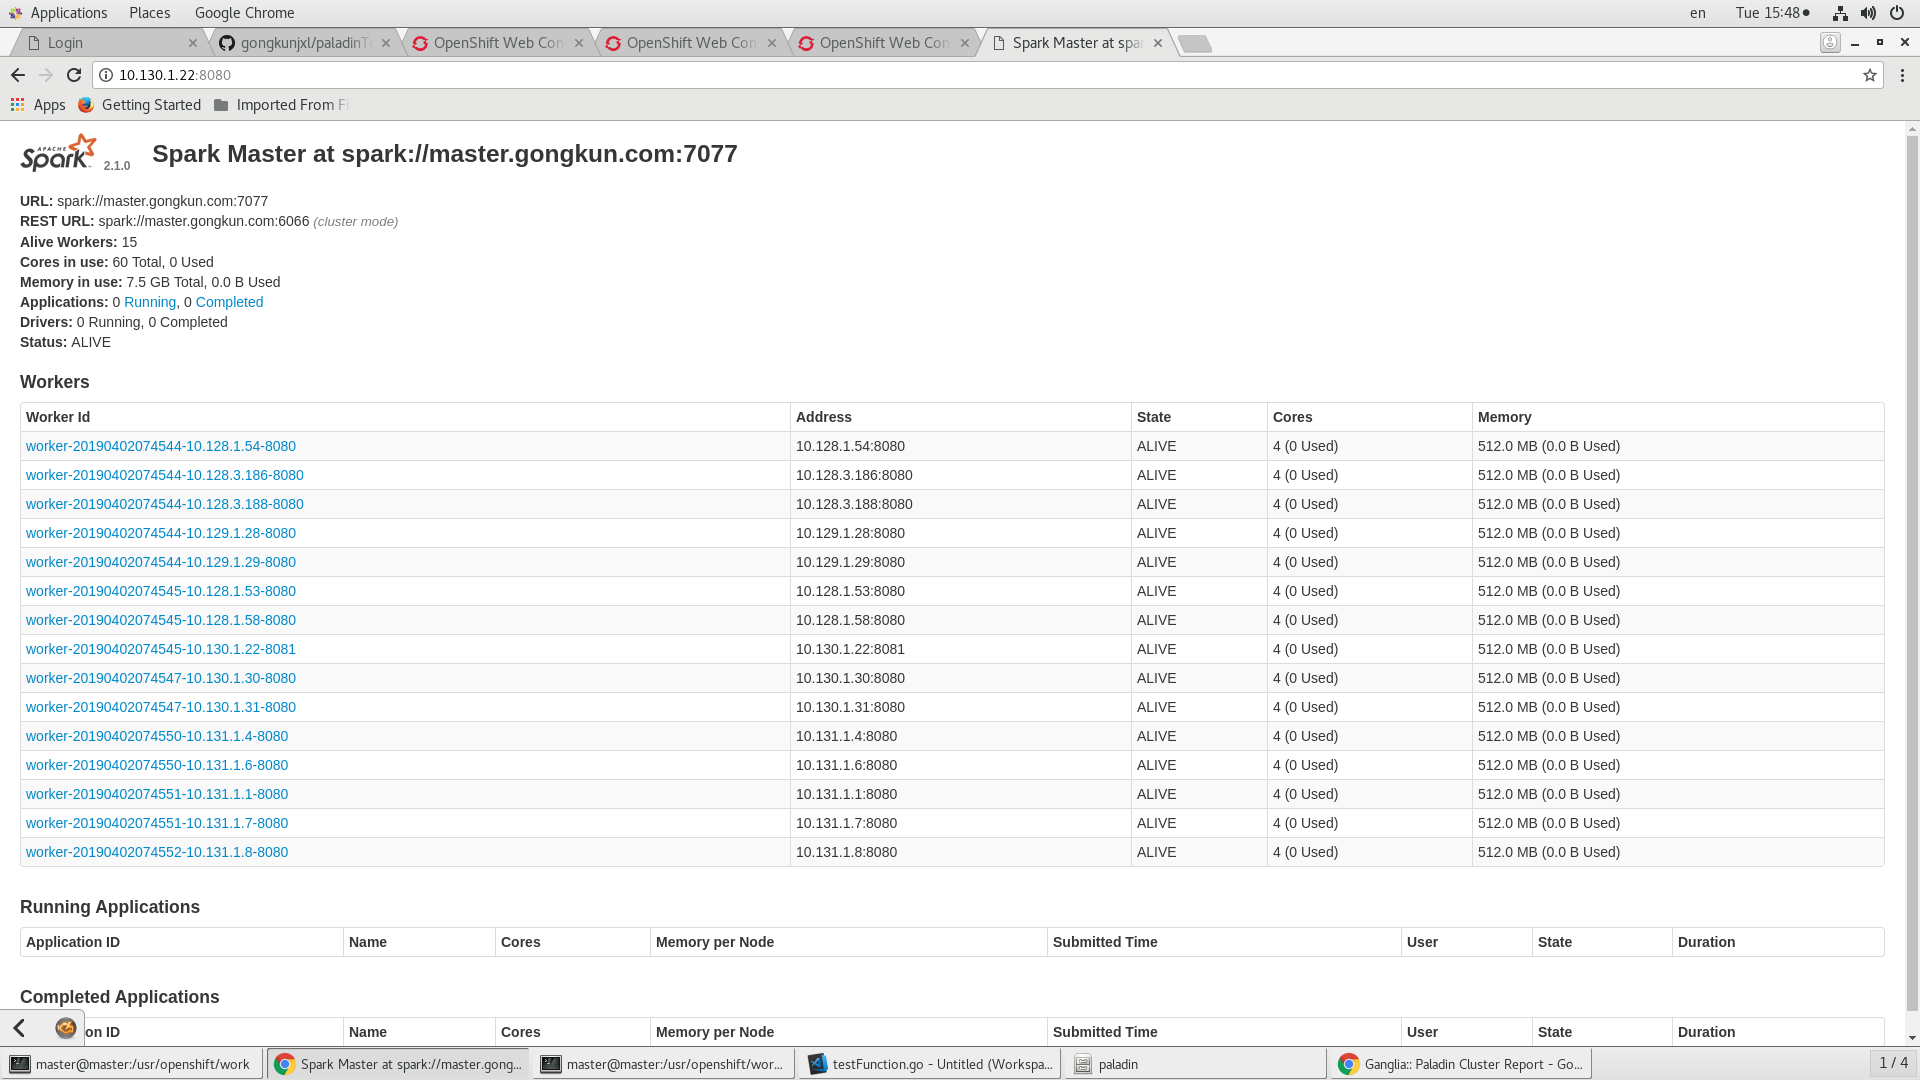 Applications Places Google Chrome en Tue 15:48
Login gongkunjxl/paladinT OpenShift Web Con OpenShift Web Con OpenShift Web Con Spark Master at spar
10.130.1.22:8080
Apps Getting Started Imported From Fi
APACHE Spark 2.1.0 Spark Master at spark://master.gongkun.com:7077
URL: spark://master.gongkun.com:7077
REST URL: spark://master.gongkun.com:6066 (cluster mode)
Alive Workers: 15
Cores in use: 60 Total, 0 Used
Memory in use: 7.5 GB Total, 0.0 B Used
Applications: 0 Running, 0 Completed
Drivers: 0 Running, 0 Completed
Status: ALIVE
Workers
Worker Id Address State Cores Memory
worker-20190402074544-10.128.1.54-8080 10.128.1.54:8080 ALIVE 4 (0 Used) 512.0 MB (0.0 B Used)
worker-20190402074544-10.128.3.186-8080 10.128.3.186:8080 ALIVE 4 (0 Used) 512.0 MB (0.0 B Used)
worker-20190402074544-10.128.3.188-8080 10.128.3.188:8080 ALIVE 4 (0 Used) 512.0 MB (0.0 B Used)
worker-20190402074544-10.129.1.28-8080 10.129.1.28:8080 ALIVE 4 (0 Used) 512.0 MB (0.0 B Used)
worker-20190402074544-10.129.1.29-8080 10.129.1.29:8080 ALIVE 4 (0 Used) 512.0 MB (0.0 B Used)
worker-20190402074545-10.128.1.53-8080 10.128.1.53:8080 ALIVE 4 (0 Used) 512.0 MB (0.0 B Used)
worker-20190402074545-10.128.1.58-8080 10.128.1.58:8080 ALIVE 4 (0 Used) 512.0 MB (0.0 B Used)
worker-20190402074545-10.130.1.22-8081 10.130.1.22:8081 ALIVE 4 (0 Used) 512.0 MB (0.0 B Used)
worker-20190402074547-10.130.1.30-8080 10.130.1.30:8080 ALIVE 4 (0 Used) 512.0 MB (0.0 B Used)
worker-20190402074547-10.130.1.31-8080 10.130.1.31:8080 ALIVE 4 (0 Used) 512.0 MB (0.0 B Used)
worker-20190402074550-10.131.1.4-8080 10.131.1.4:8080 ALIVE 4 (0 Used) 512.0 MB (0.0 B Used)
worker-20190402074550-10.131.1.6-8080 10.131.1.6:8080 ALIVE 4 (0 Used) 512.0 MB (0.0 B Used)
worker-20190402074551-10.131.1.1-8080 10.131.1.1:8080 ALIVE 4 (0 Used) 512.0 MB (0.0 B Used)
worker-20190402074551-10.131.1.7-8080 10.131.1.7:8080 ALIVE 4 (0 Used) 512.0 MB (0.0 B Used)
worker-20190402074552-10.131.1.8-8080 10.131.1.8:8080 ALIVE 4 (0 Used) 512.0 MB (0.0 B Used)
Running Applications
Application ID Name Cores Memory per Node Submitted Time User State Duration
Completed Applications
on ID Name Cores Memory per Node Submitted Time User State Duration
master@master:/usr/openshift/work Spark Master at spark://master.gong... master@master:/usr/openshift/wor... testFunction.go - Untitled (Workspa... paladin Ganglia:: Paladin Cluster Report - Go... 1 / 4